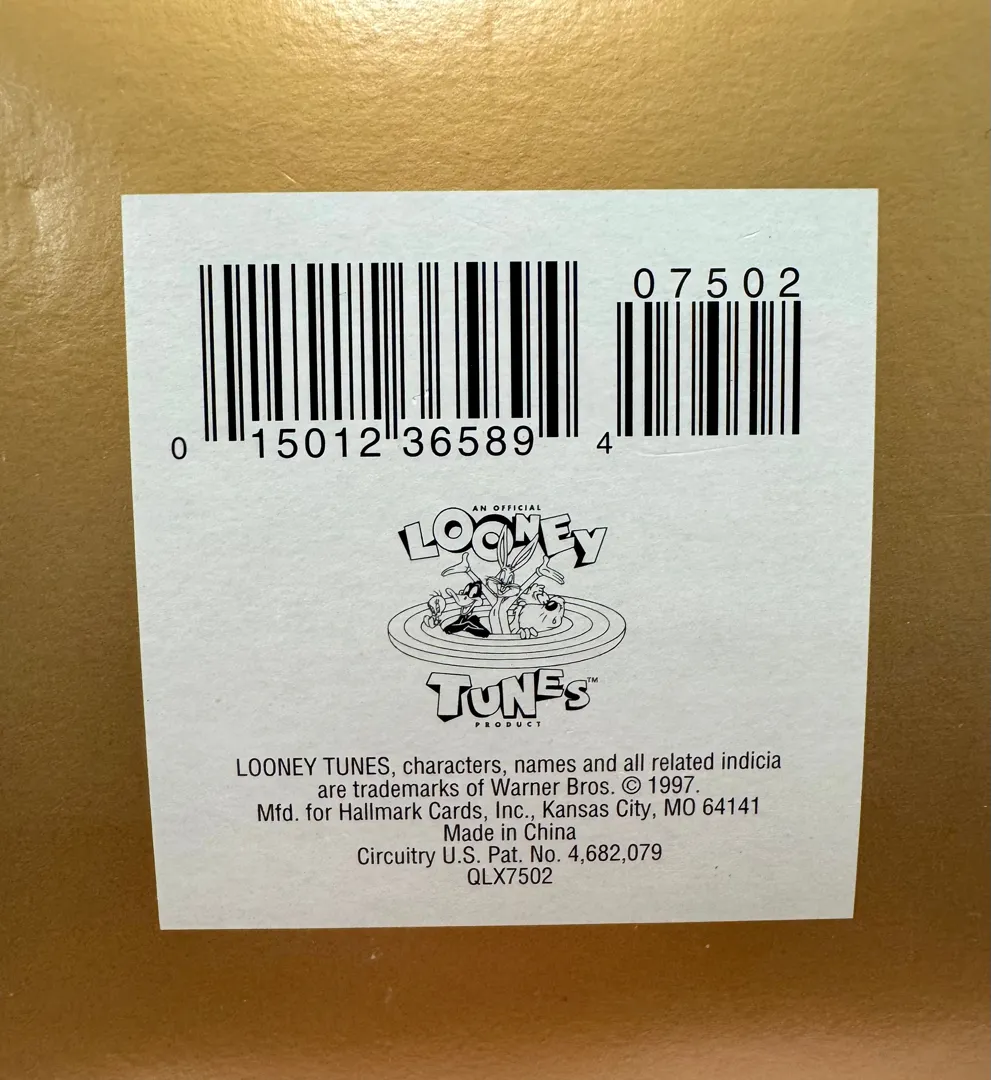 07502
0 15012 36589 4
AN OFFICIAL
LOONEY
TUNES™
PRODUCT
LOONEY TUNES, characters, names and all related indicia
are trademarks of Warner Bros. © 1997.
Mfd. for Hallmark Cards, Inc., Kansas City, MO 64141
Made in China
Circuitry U.S. Pat. No. 4,682,079
QLX7502